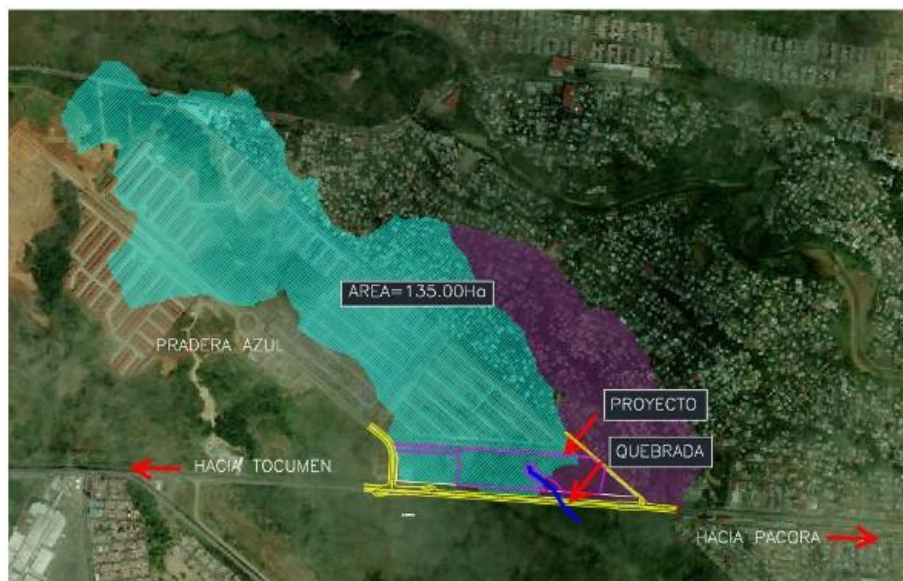 AREA=135.00Ha
PRADERA AZUL
PROYECTO
QUEBRADA
HACIA TOCUMEN
HACIA PACORA